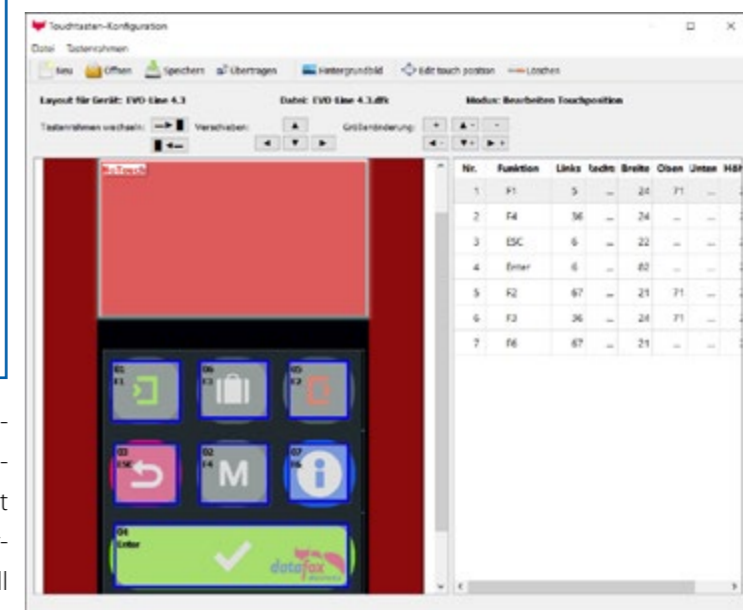 Touchtasten-Konfiguration
Datei Tastenrahmen
Neu Öffnen Speichern Übertragen Hintergrundbild Edit touch position Löschen
Layout für Gerät: EVO Line 4.3 Datei: EVO Line 4.3.dfk Modus: Bearbeiten Touchposition
Tastenrahmen wechseln: Verschieben: Größenänderung:
NoTouch
Nr. Funktion Links Breite Oben Unten
1 F1 5 ... 24 71 ...
2 F4 36 ... 24 ... ...
3 ESC 6 ... 22 ... ...
4 Enter 6 ... 82 ... ...
5 F2 67 ... 21 71 ...
6 F3 36 ... 24 71 ...
7 F6 67 ... 21 ... ...
01
F1
06
F3
05
F2
03
ESC
02
F4
M
07
F6
i
04
Enter
datafox
-
-
t
-
ll